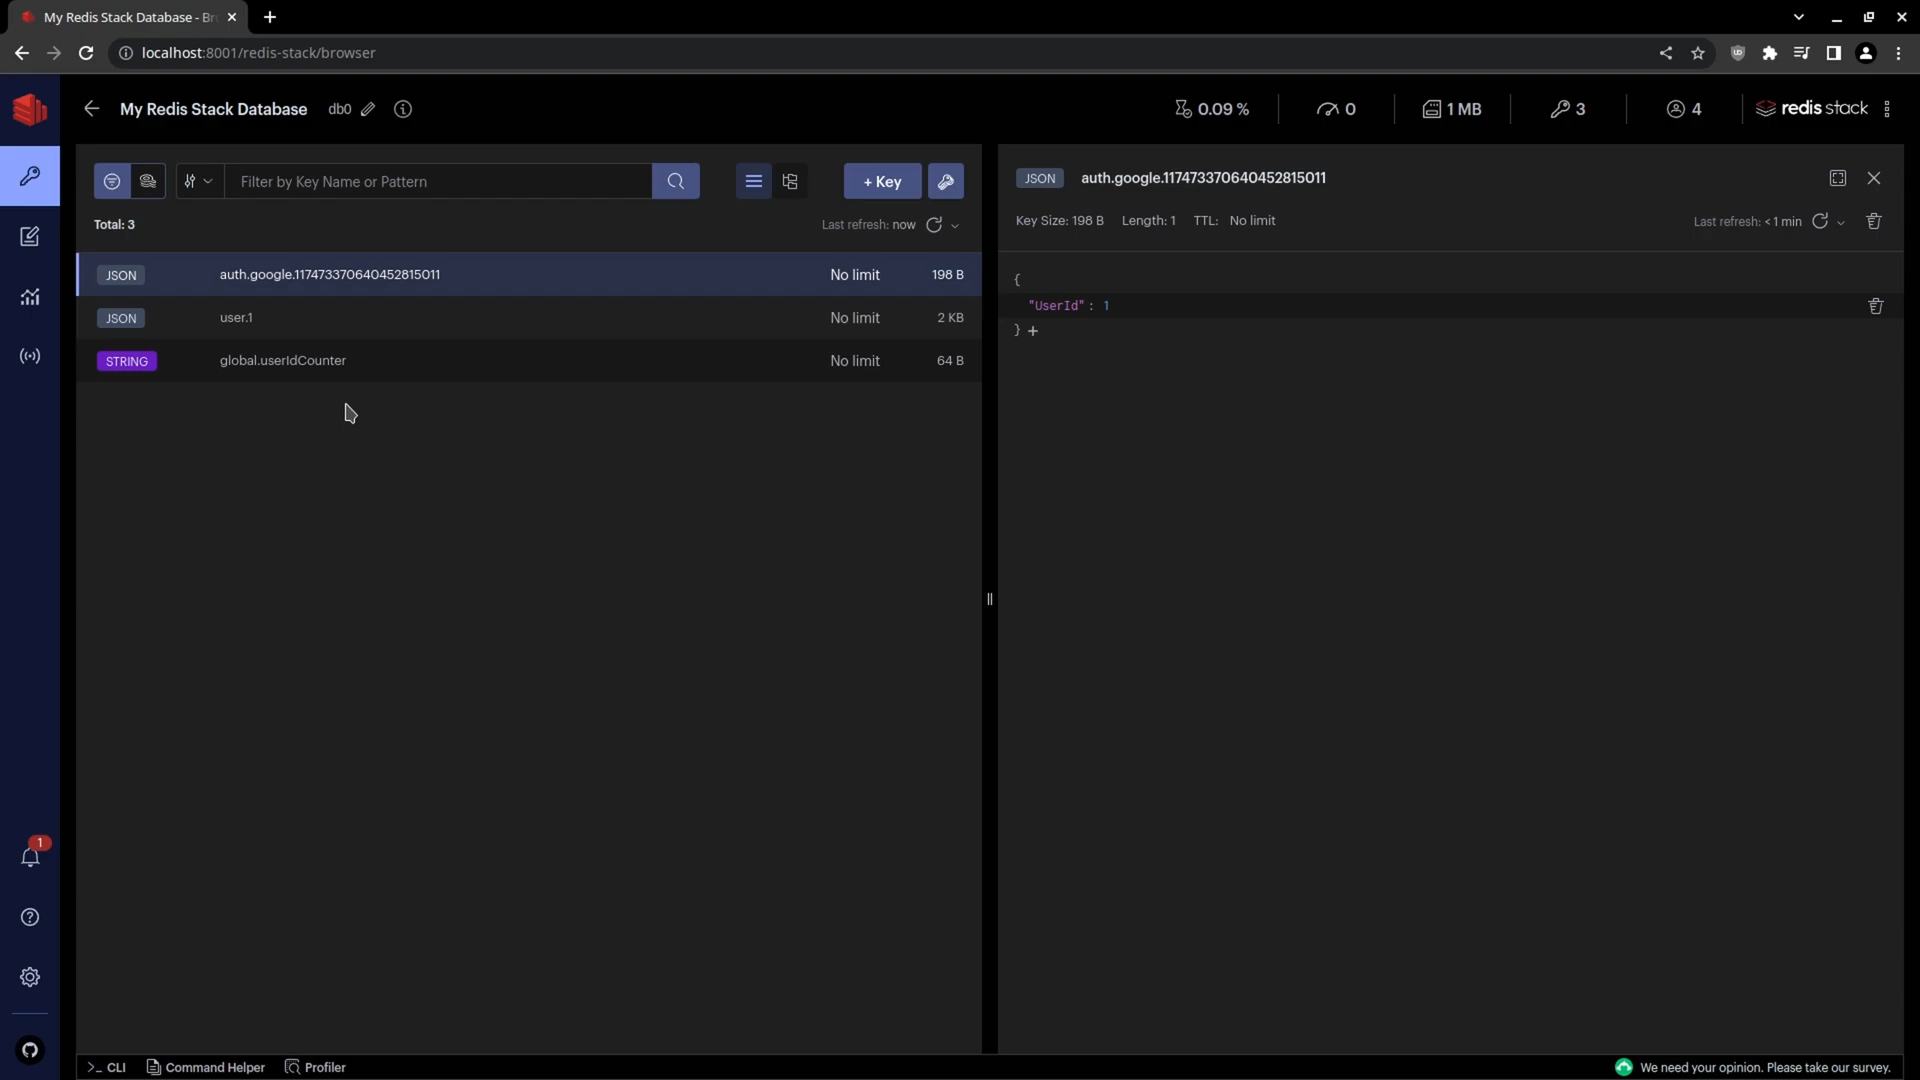 My Redis Stack Database - Br
localhost:8001/redis-stack/browser
My Redis Stack Database db0 0.09 % 0 1 MB 3 4 redis stack
Filter by Key Name or Pattern + Key
Total: 3 Last refresh: now
JSON auth.google.117473370640452815011 No limit 198 B
JSON user.1 No limit 2 KB
STRING global.userIdCounter No limit 64 B
JSON auth.google.117473370640452815011
Key Size: 198 B Length: 1 TTL: No limit Last refresh: < 1 min
{
"UserId" : 1
} +
1
>_ CLI Command Helper Profiler We need your opinion. Please take our survey.